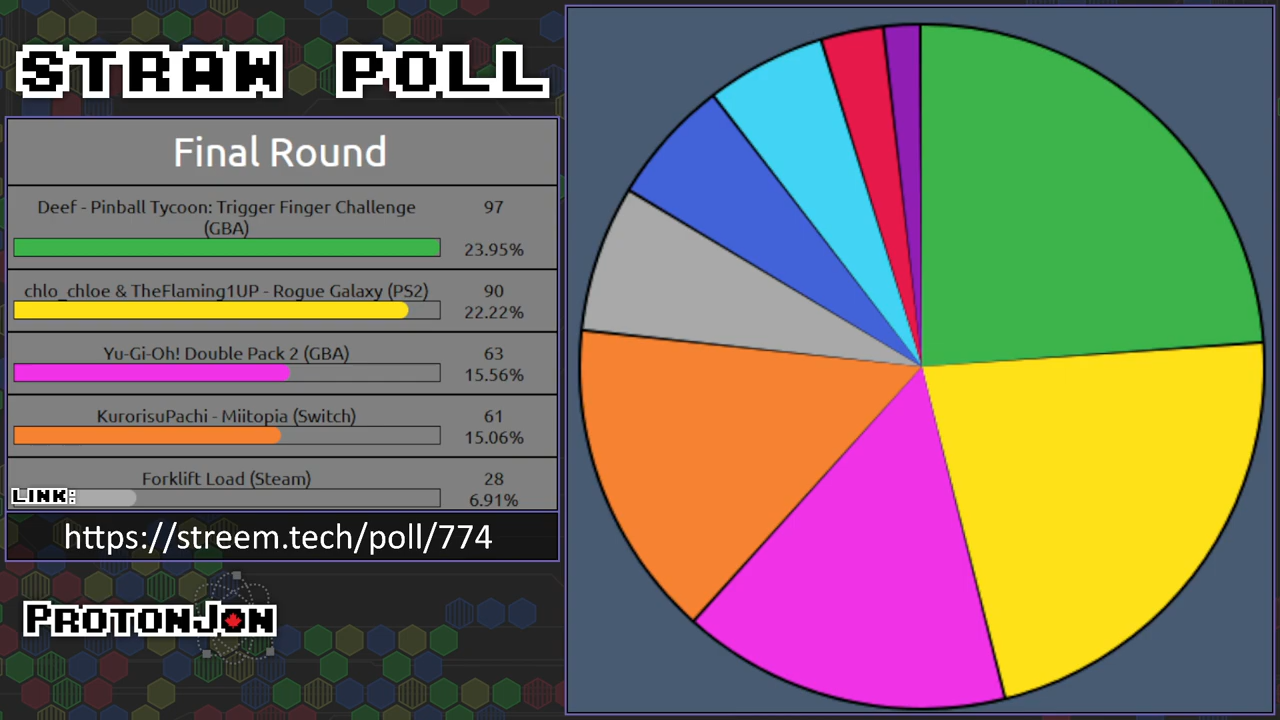 STRAW POLL
Final Round
Deef - Pinball Tycoon: Trigger Finger Challenge
(GBA)
97
23.95%
chlo_chloe & TheFlaming1UP - Rogue Galaxy (PS2)
90
22.22%
Yu-Gi-Oh! Double Pack 2 (GBA)
63
15.56%
KurorisuPachi - Miitopia (Switch)
61
15.06%
Forklift Load (Steam)
28
6.91%
LINK:
https://streem.tech/poll/774
PROTONJON